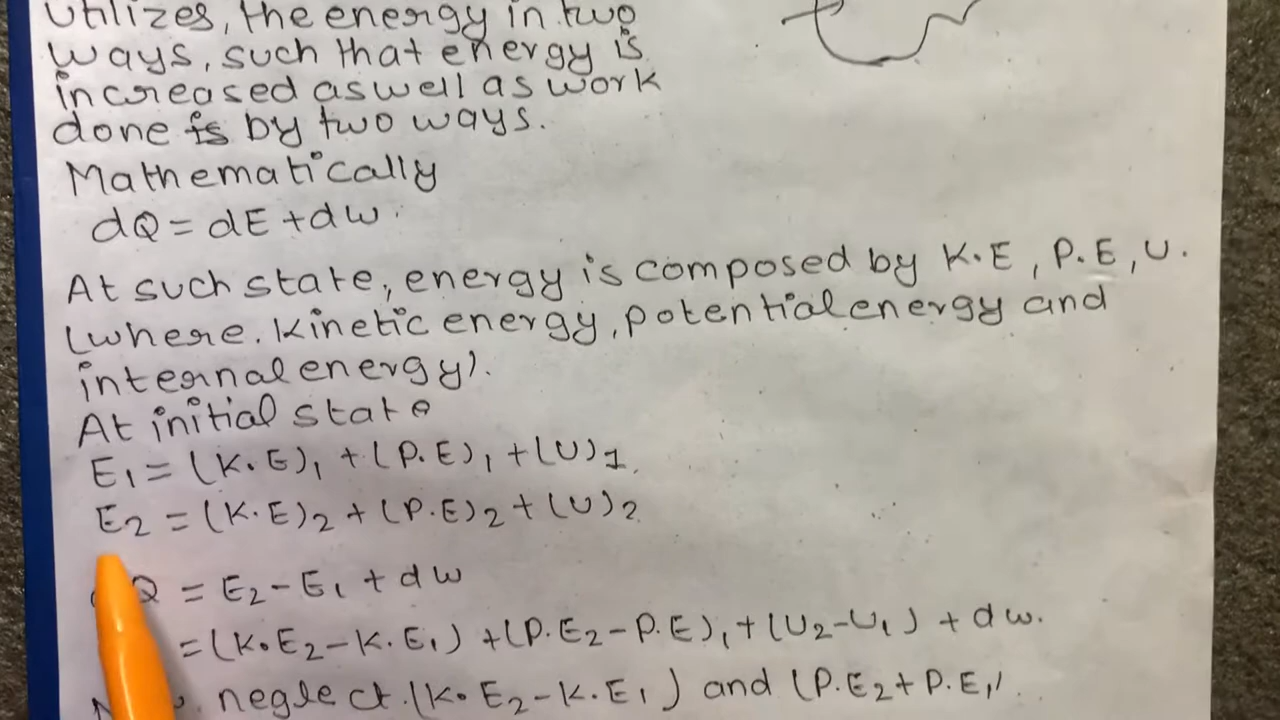 utilizes, the energy in two
ways, such that energy is
increased as well as work
done is by two ways.
Mathematically
dQ = dE + dw.
At such state, energy is composed by K.E, P.E, U.
(where. Kinetic energy, potential energy and
internal energy).
At initial state
E₁ = (K.E)₁ + (P.E)₁ + (U)₁
E₂ = (K.E)₂ + (P.E)₂ + (U)₂
Q = E₂ - E₁ + dw
= (K.E₂ - K.E₁) + (P.E₂ - P.E)₁ + (U₂ - U₁) + dw.
neglect. (K.E₂ - K.E₁) and (P.E₂ + P.E₁)